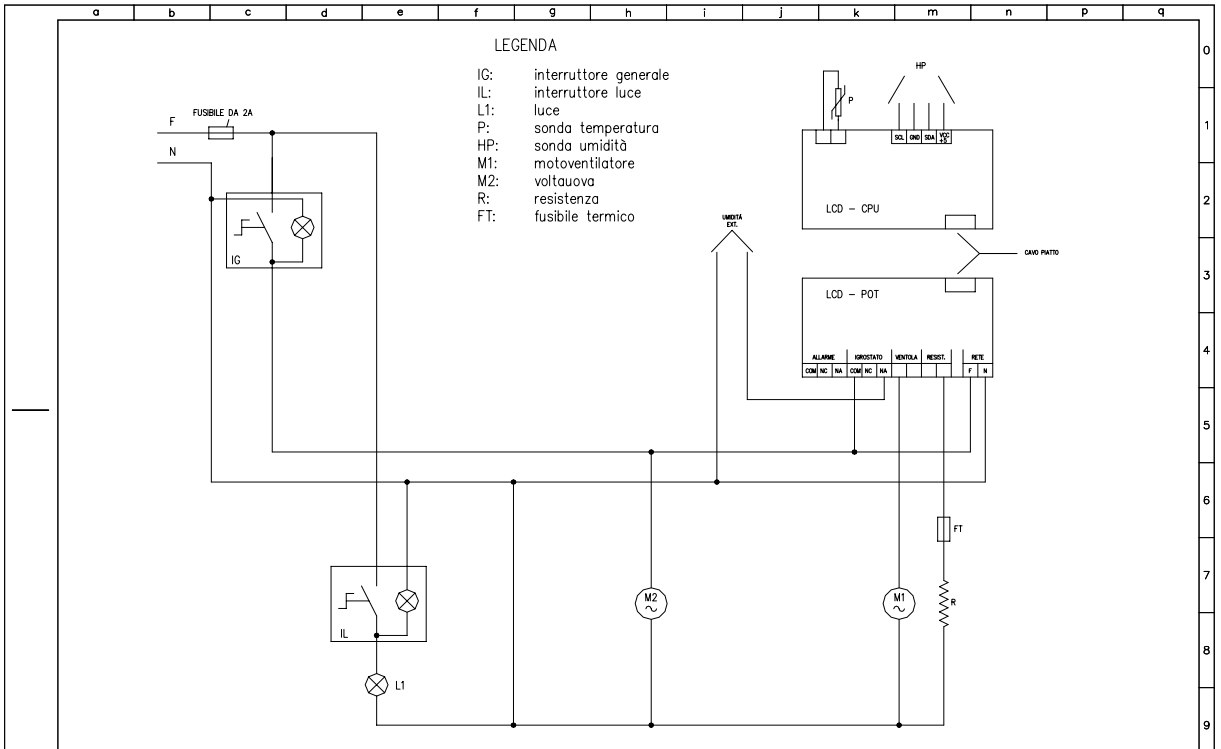 a b c d e f g h i j k l m n p q
0
1
2
3
4
5
6
7
8
9
LEGENDA
IG: interruttore generale
IL: interruttore luce
L1: luce
P: sonda temperatura
HP: sonda umidità
M1: motoventilatore
M2: voltauova
R: resistenza
FT: fusibile termico
FUSIBILE DA 2A
F
N
IG
UMIDITÁ
EXT.
HP
P
SCL GND SDA VCC
+5
LCD - CPU
CAVO PIATTO
LCD - POT
ALLARME IGROSTATO VENTOLA RESIST. RETE
COM NC NA COM NC NA F N
FT
R
M2
M1
IL
L1